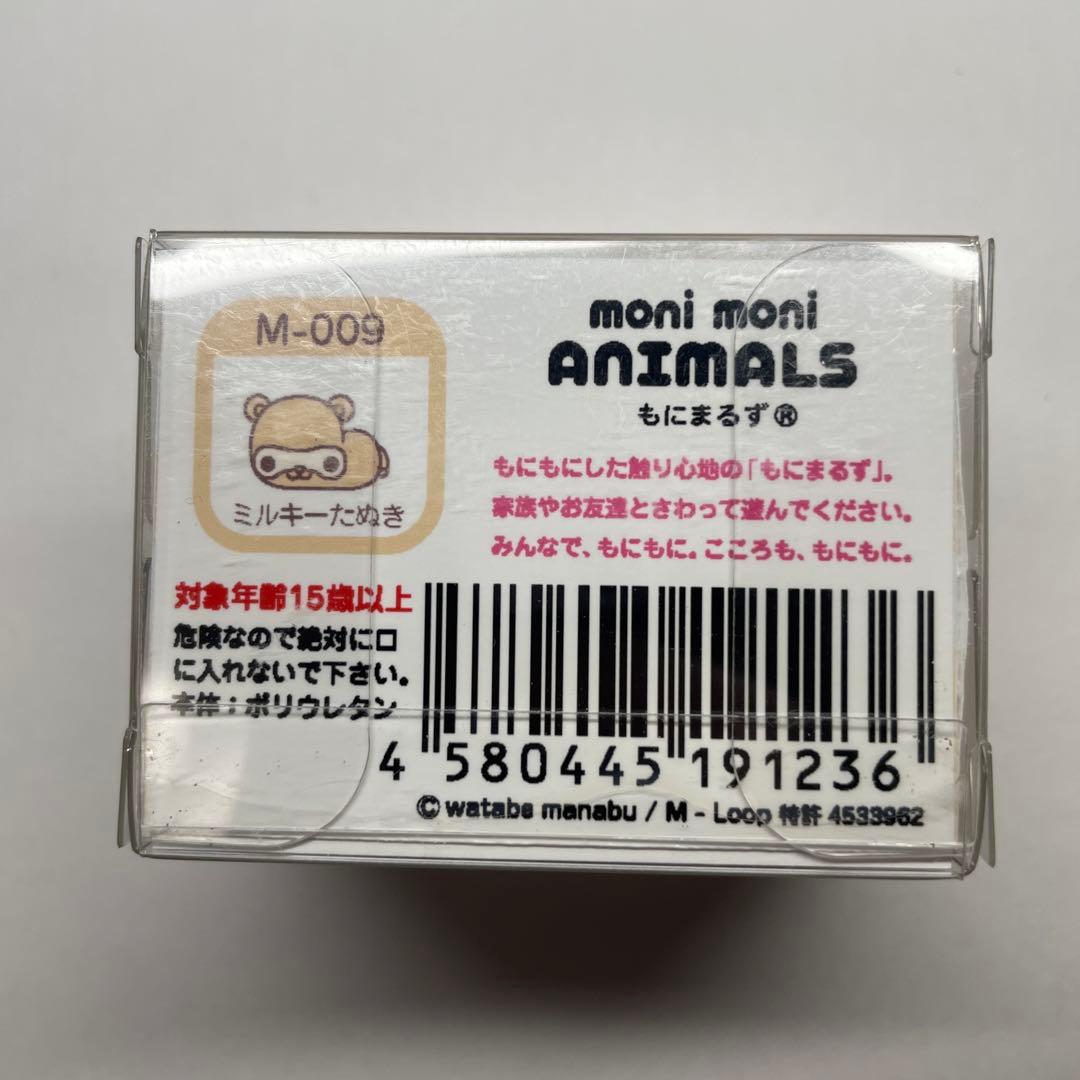 M-009
ミルキーたぬき
moni moni
ANIMALS
もにまるず®
もにもにした触り心地の「もにまるず」。
家族やお友達とさわって遊んでください。
みんなで、もにもに。こころも、もにもに。
対象年齢15歳以上
危険なので絶対に口
に入れないで下さい。
本体：ポリウレタン
4 580445 191236
© watabe manabu / M - Loop 特許 4533962